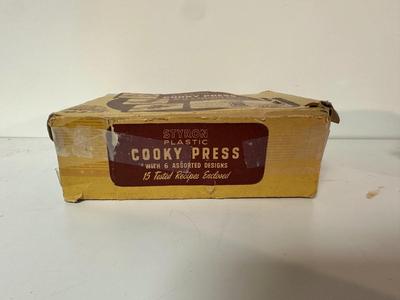 COOKY PRESS
STYRON
PLASTIC
COOKY PRESS
WITH 6 ASSORTED DESIGNS
15 Tested Recipes Enclosed